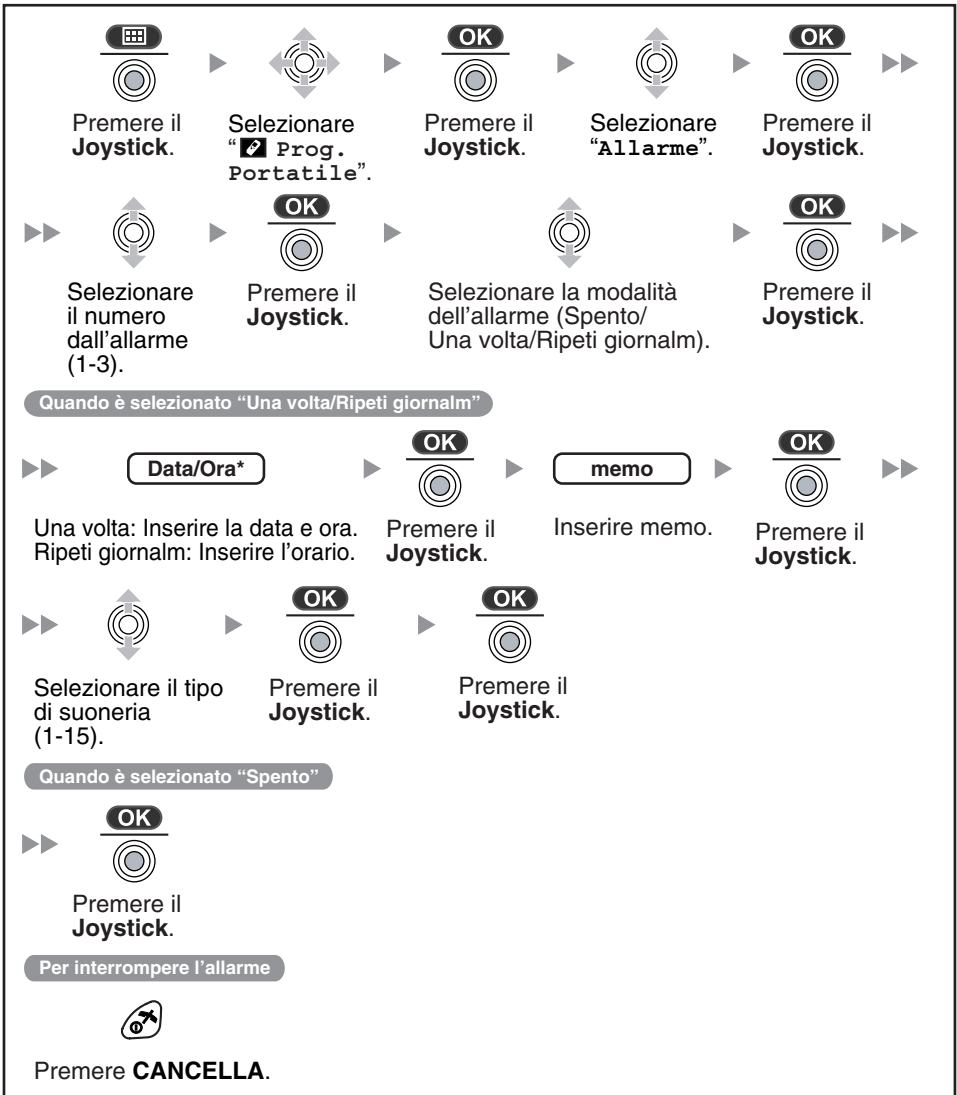 OK OK
Premere il Joystick.
Selezionare “ Prog. Portatile”.
Premere il Joystick.
Selezionare “Allarme”.
Premere il Joystick.
OK OK
Selezionare il numero dall'allarme (1-3).
Premere il Joystick.
Selezionare la modalità dell'allarme (Spento/ Una volta/Ripeti giornalm).
Premere il Joystick.
Quando è selezionato “Una volta/Ripeti giornalm”
Data/Ora*
OK
memo
OK
Una volta: Inserire la data e ora.
Ripeti giornalm: Inserire l'orario.
Premere il Joystick.
Inserire memo.
Premere il Joystick.
OK OK
Selezionare il tipo di suoneria (1-15).
Premere il Joystick.
Premere il Joystick.
Quando è selezionato “Spento”
OK
Premere il Joystick.
Per interrompere l'allarme
Premere CANCELLA.